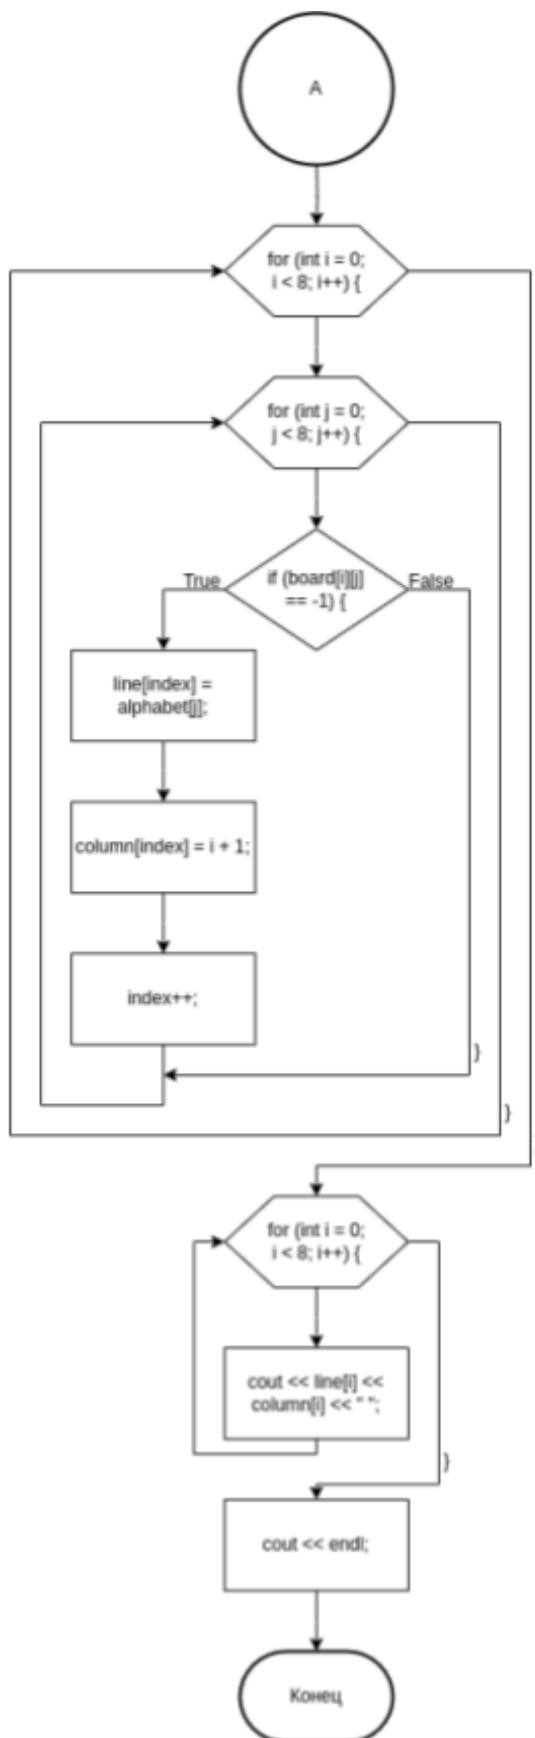 A
for (int i = 0;
i < 8; i++) {
for (int j = 0;
j < 8; j++) {
if (board[i][j]
== -1) {
True
False
line[index] =
alphabet[j];
column[index] = i + 1;
index++;
}
}
for (int i = 0;
i < 8; i++) {
cout << line[i] <<
column[i] << " ";
}
cout << endl;
Конец